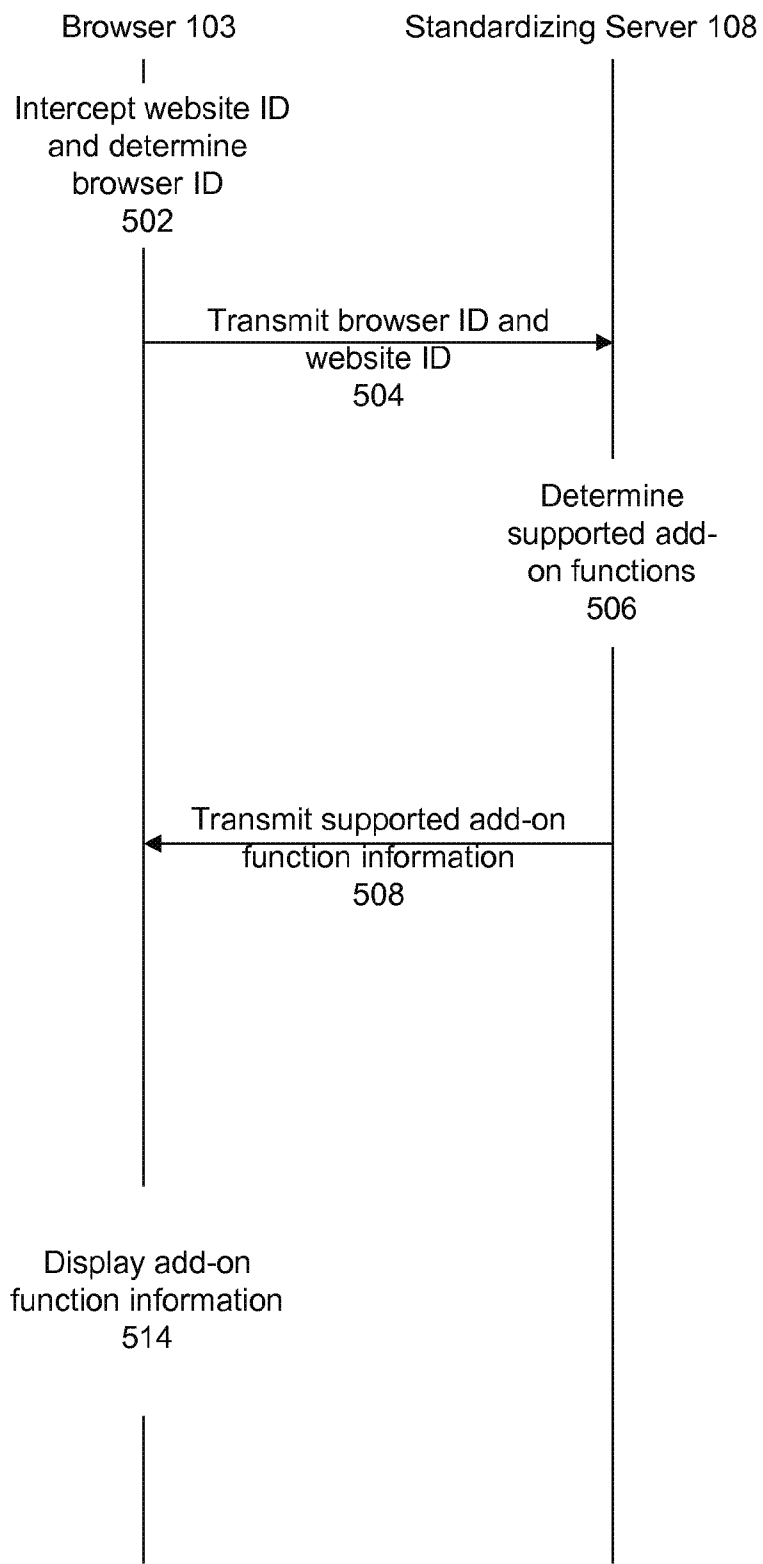 Browser 103
Standardizing Server 108
Intercept website ID
and determine
browser ID
502
Transmit browser ID and
website ID
504
Determine
supported add-
on functions
506
Transmit supported add-on
function information
508
Display add-on
function information
514